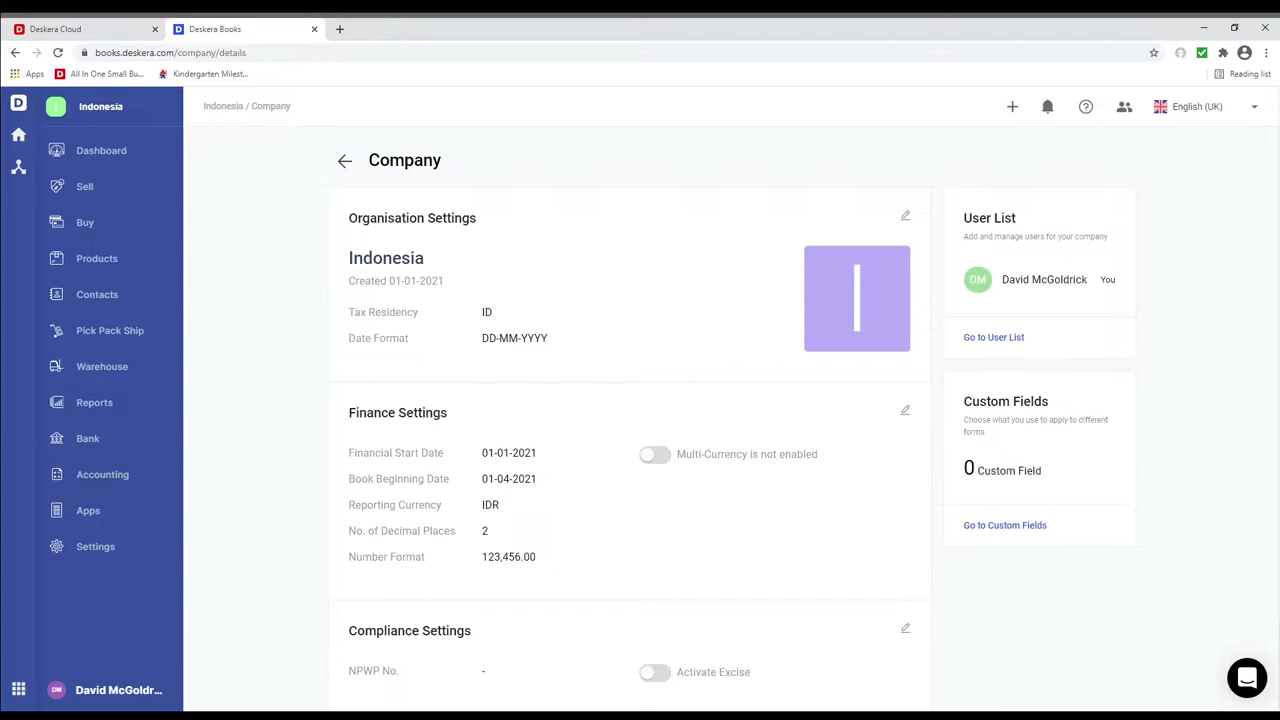 Deskera Cloud
Deskera Books
books.deskera.com/company/details
Apps
All In One Small Bu...
Kindergarten Milest...
Reading list
Indonesia
Indonesia / Company
English (UK)
Dashboard
Sell
Buy
Products
Contacts
Pick Pack Ship
Warehouse
Reports
Bank
Accounting
Apps
Settings
DM David McGoldr...
Company
Organisation Settings
Indonesia
Created 01-01-2021
Tax Residency ID
Date Format DD-MM-YYYY
I
Finance Settings
Financial Start Date 01-01-2021
Multi-Currency is not enabled
Book Beginning Date 01-04-2021
Reporting Currency IDR
No. of Decimal Places 2
Number Format 123,456.00
Compliance Settings
NPWP No. -
Activate Excise
User List
Add and manage users for your company
DM David McGoldrick You
Go to User List
Custom Fields
Choose what you use to apply to different
forms
0 Custom Field
Go to Custom Fields